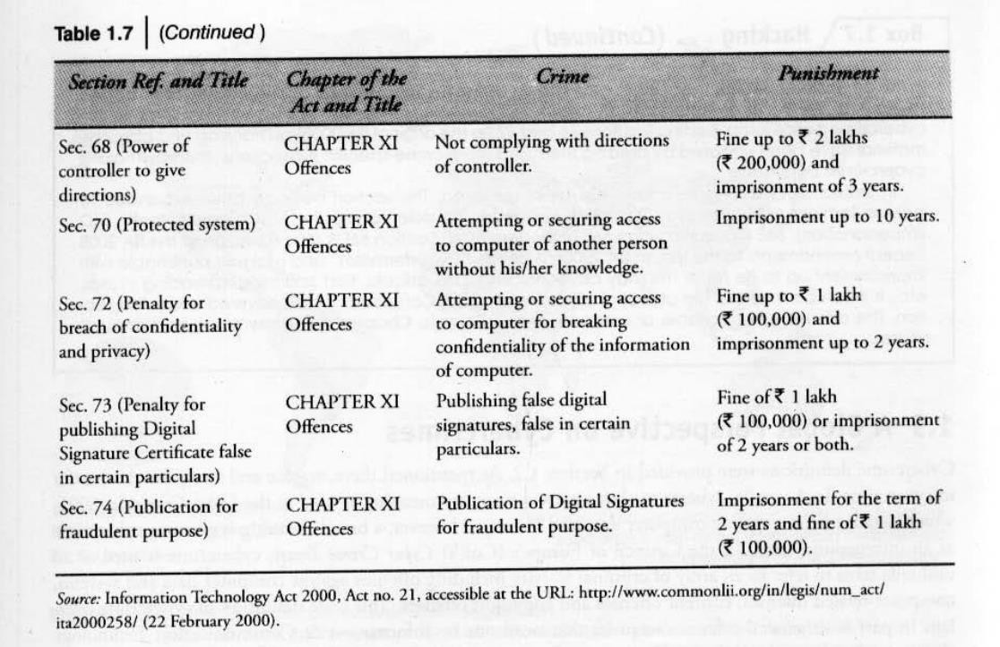 Table 1.7 | (Continued )
Section Ref. and Title Chapter of the Crime Punishment
Act and Title
Sec. 68 (Power of CHAPTER XI Not complying with directions Fine up to ₹ 2 lakhs
controller to give Offences of controller. (₹ 200,000) and
directions) imprisonment of 3 years.
Sec. 70 (Protected system) CHAPTER XI Attempting or securing access Imprisonment up to 10 years.
Offences to computer of another person
without his/her knowledge.
Sec. 72 (Penalty for CHAPTER XI Attempting or securing access Fine up to ₹ 1 lakh
breach of confidentiality Offences to computer for breaking (₹ 100,000) and
and privacy) confidentiality of the information imprisonment up to 2 years.
of computer.
Sec. 73 (Penalty for CHAPTER XI Publishing false digital Fine of ₹ 1 lakh
publishing Digital Offences signatures, false in certain (₹ 100,000) or imprisonment
Signature Certificate false particulars. of 2 years or both.
in certain particulars)
Sec. 74 (Publication for CHAPTER XI Publication of Digital Signatures Imprisonment for the term of
fraudulent purpose) Offences for fraudulent purpose. 2 years and fine of ₹ 1 lakh
(₹ 100,000).
Source: Information Technology Act 2000, Act no. 21, accessible at the URL: http://www.commonlii.org/in/legis/num_act/
ita2000258/ (22 February 2000).